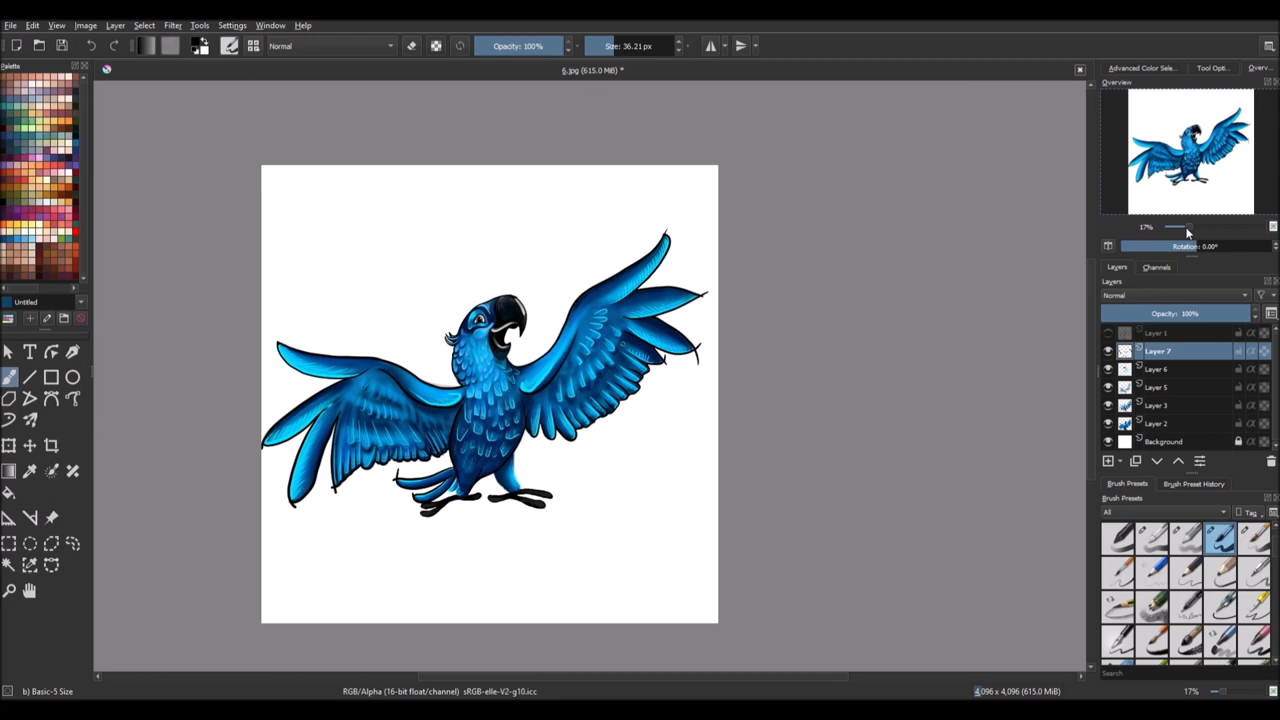 File Edit View Image Layer Select Filter Tools Settings Window Help
Normal
Opacity: 100%
Size: 36.21 px
Palette
6.jpg (615.0 MiB) *
Advanced Color Sele...
Tool Opti...
Overv...
Overview
17%
Rotation: 0.00°
Untitled
Layers
Channels
Layers
Normal
Opacity: 100%
Layer 1
Layer 7
Layer 6
Layer 5
Layer 3
Layer 2
Background
Brush Presets
Brush Preset History
Brush Presets
All
Tag
Search
b) Basic-5 Size
RGB/Alpha (16-bit float/channel) sRGB-elle-V2-g10.icc
4,096 x 4,096 (615.0 MiB)
17%